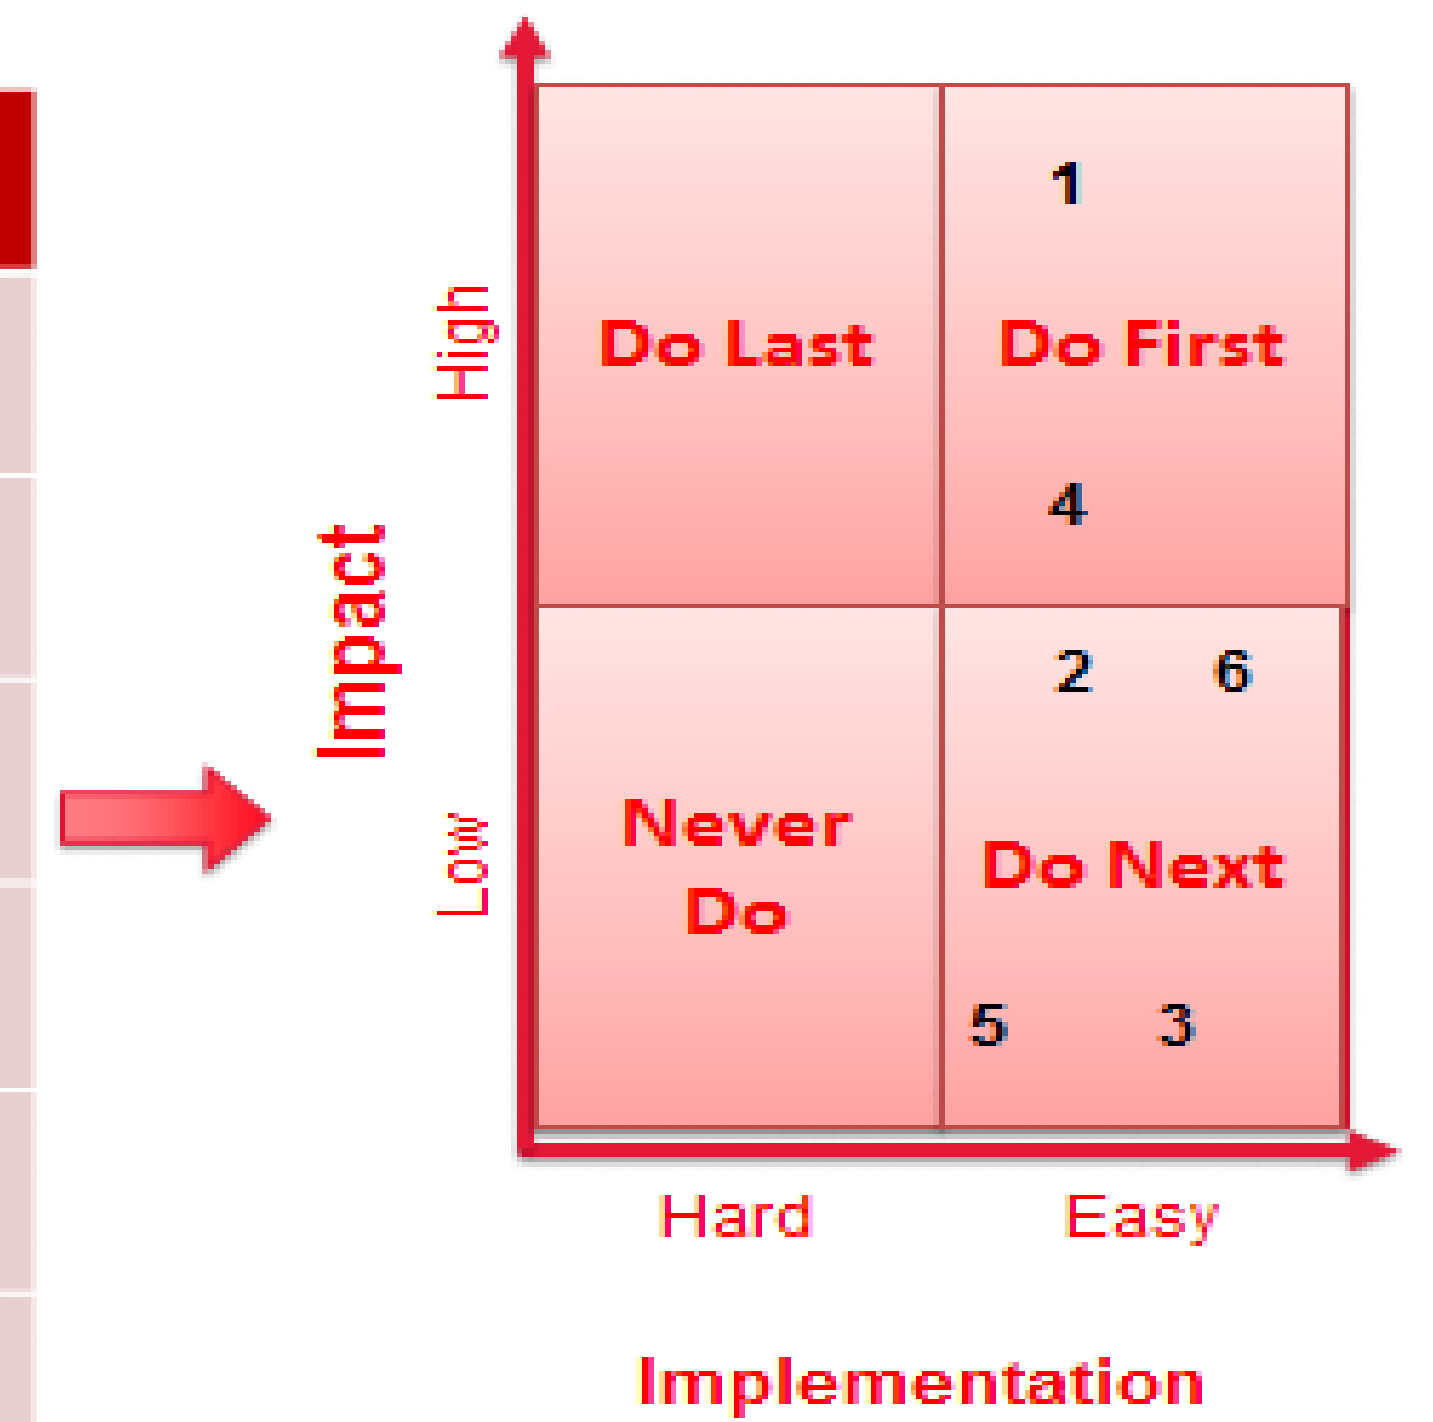 1
High
Do Last
Do First
4
Impact
2 6
Never
Do
Do Next
Low
5 3
Hard
Easy
Implementation